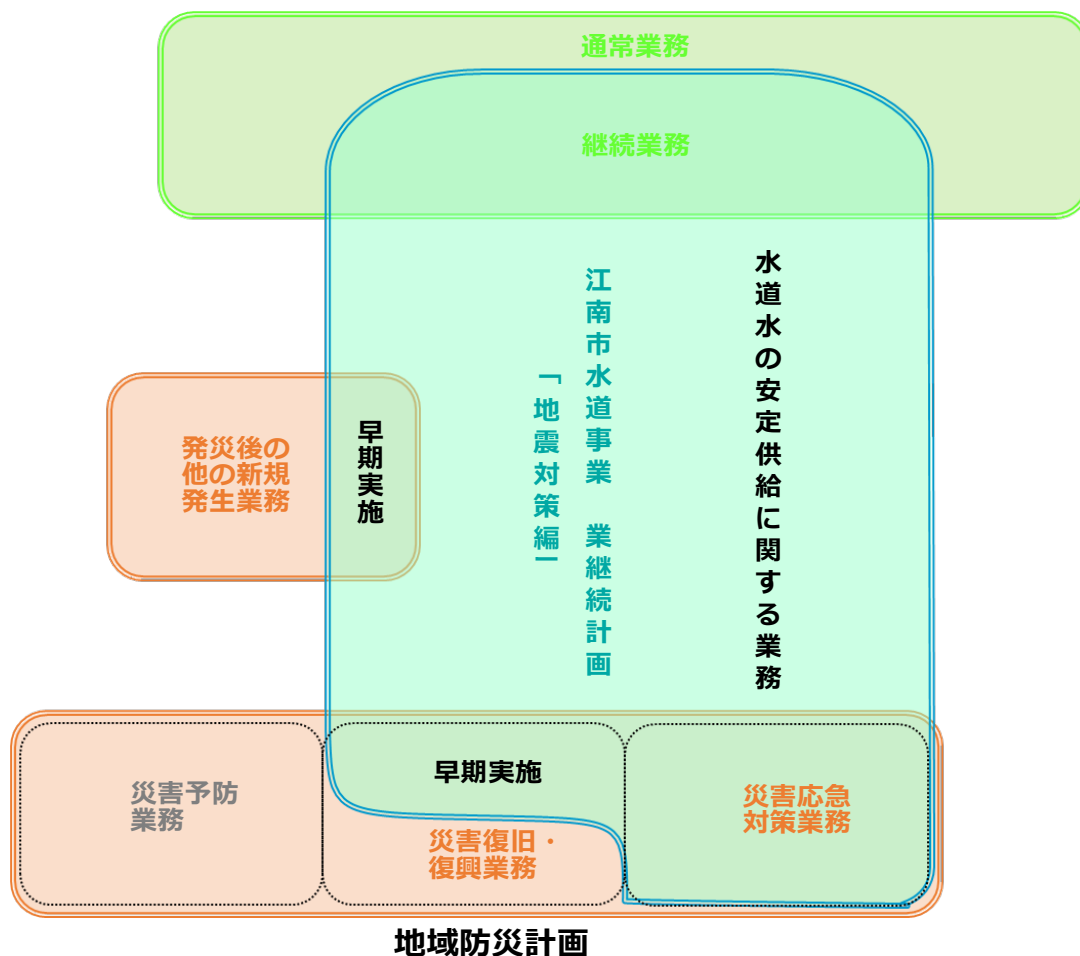 通常業務
継続業務
水道水の安定供給に関する業務
江南市水道事業　業継続計画
「地震対策編」
発災後の
他の新規
発生業務
早期実施
災害予防
業務
早期実施
災害復旧・
復興業務
災害応急
対策業務
地域防災計画